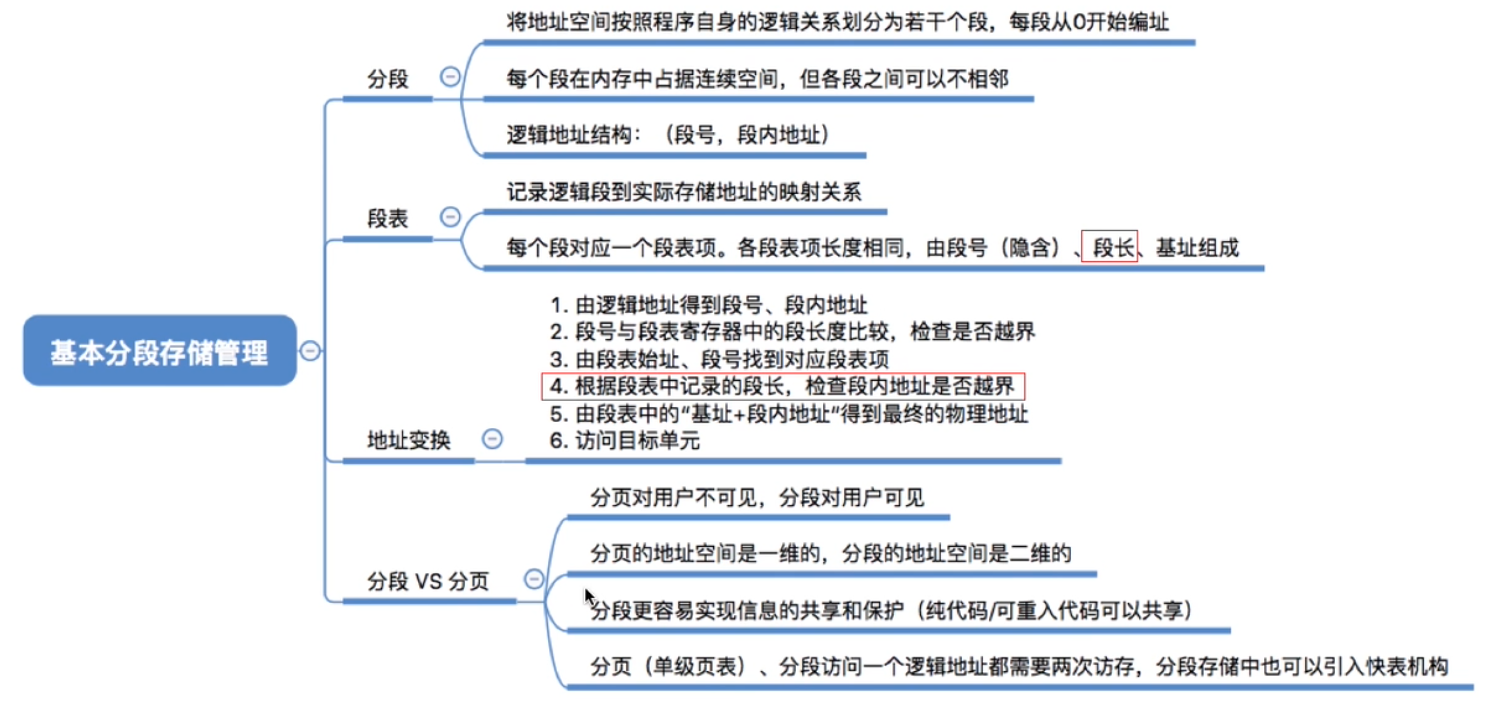 将地址空间按照程序自身的逻辑关系划分为若干个段，每段从0开始编址
分段
每个段在内存中占据连续空间，但各段之间可以不相邻
逻辑地址结构：（段号，段内地址）
记录逻辑段到实际存储地址的映射关系
段表
每个段对应一个段表项。各段表项长度相同，由段号（隐含）、段长、基址组成
基本分段存储管理
1. 由逻辑地址得到段号、段内地址
2. 段号与段表寄存器中的段长度比较，检查是否越界
3. 由段表始址、段号找到对应段表项
4. 根据段表中记录的段长，检查段内地址是否越界
5. 由段表中的“基址+段内地址”得到最终的物理地址
6. 访问目标单元
地址变换
分页对用户不可见，分段对用户可见
分页的地址空间是一维的，分段的地址空间是二维的
分段 VS 分页
分段更容易实现信息的共享和保护（纯代码/可重入代码可以共享）
分页（单级页表）、分段访问一个逻辑地址都需要两次访存，分段存储中也可以引入快表机构